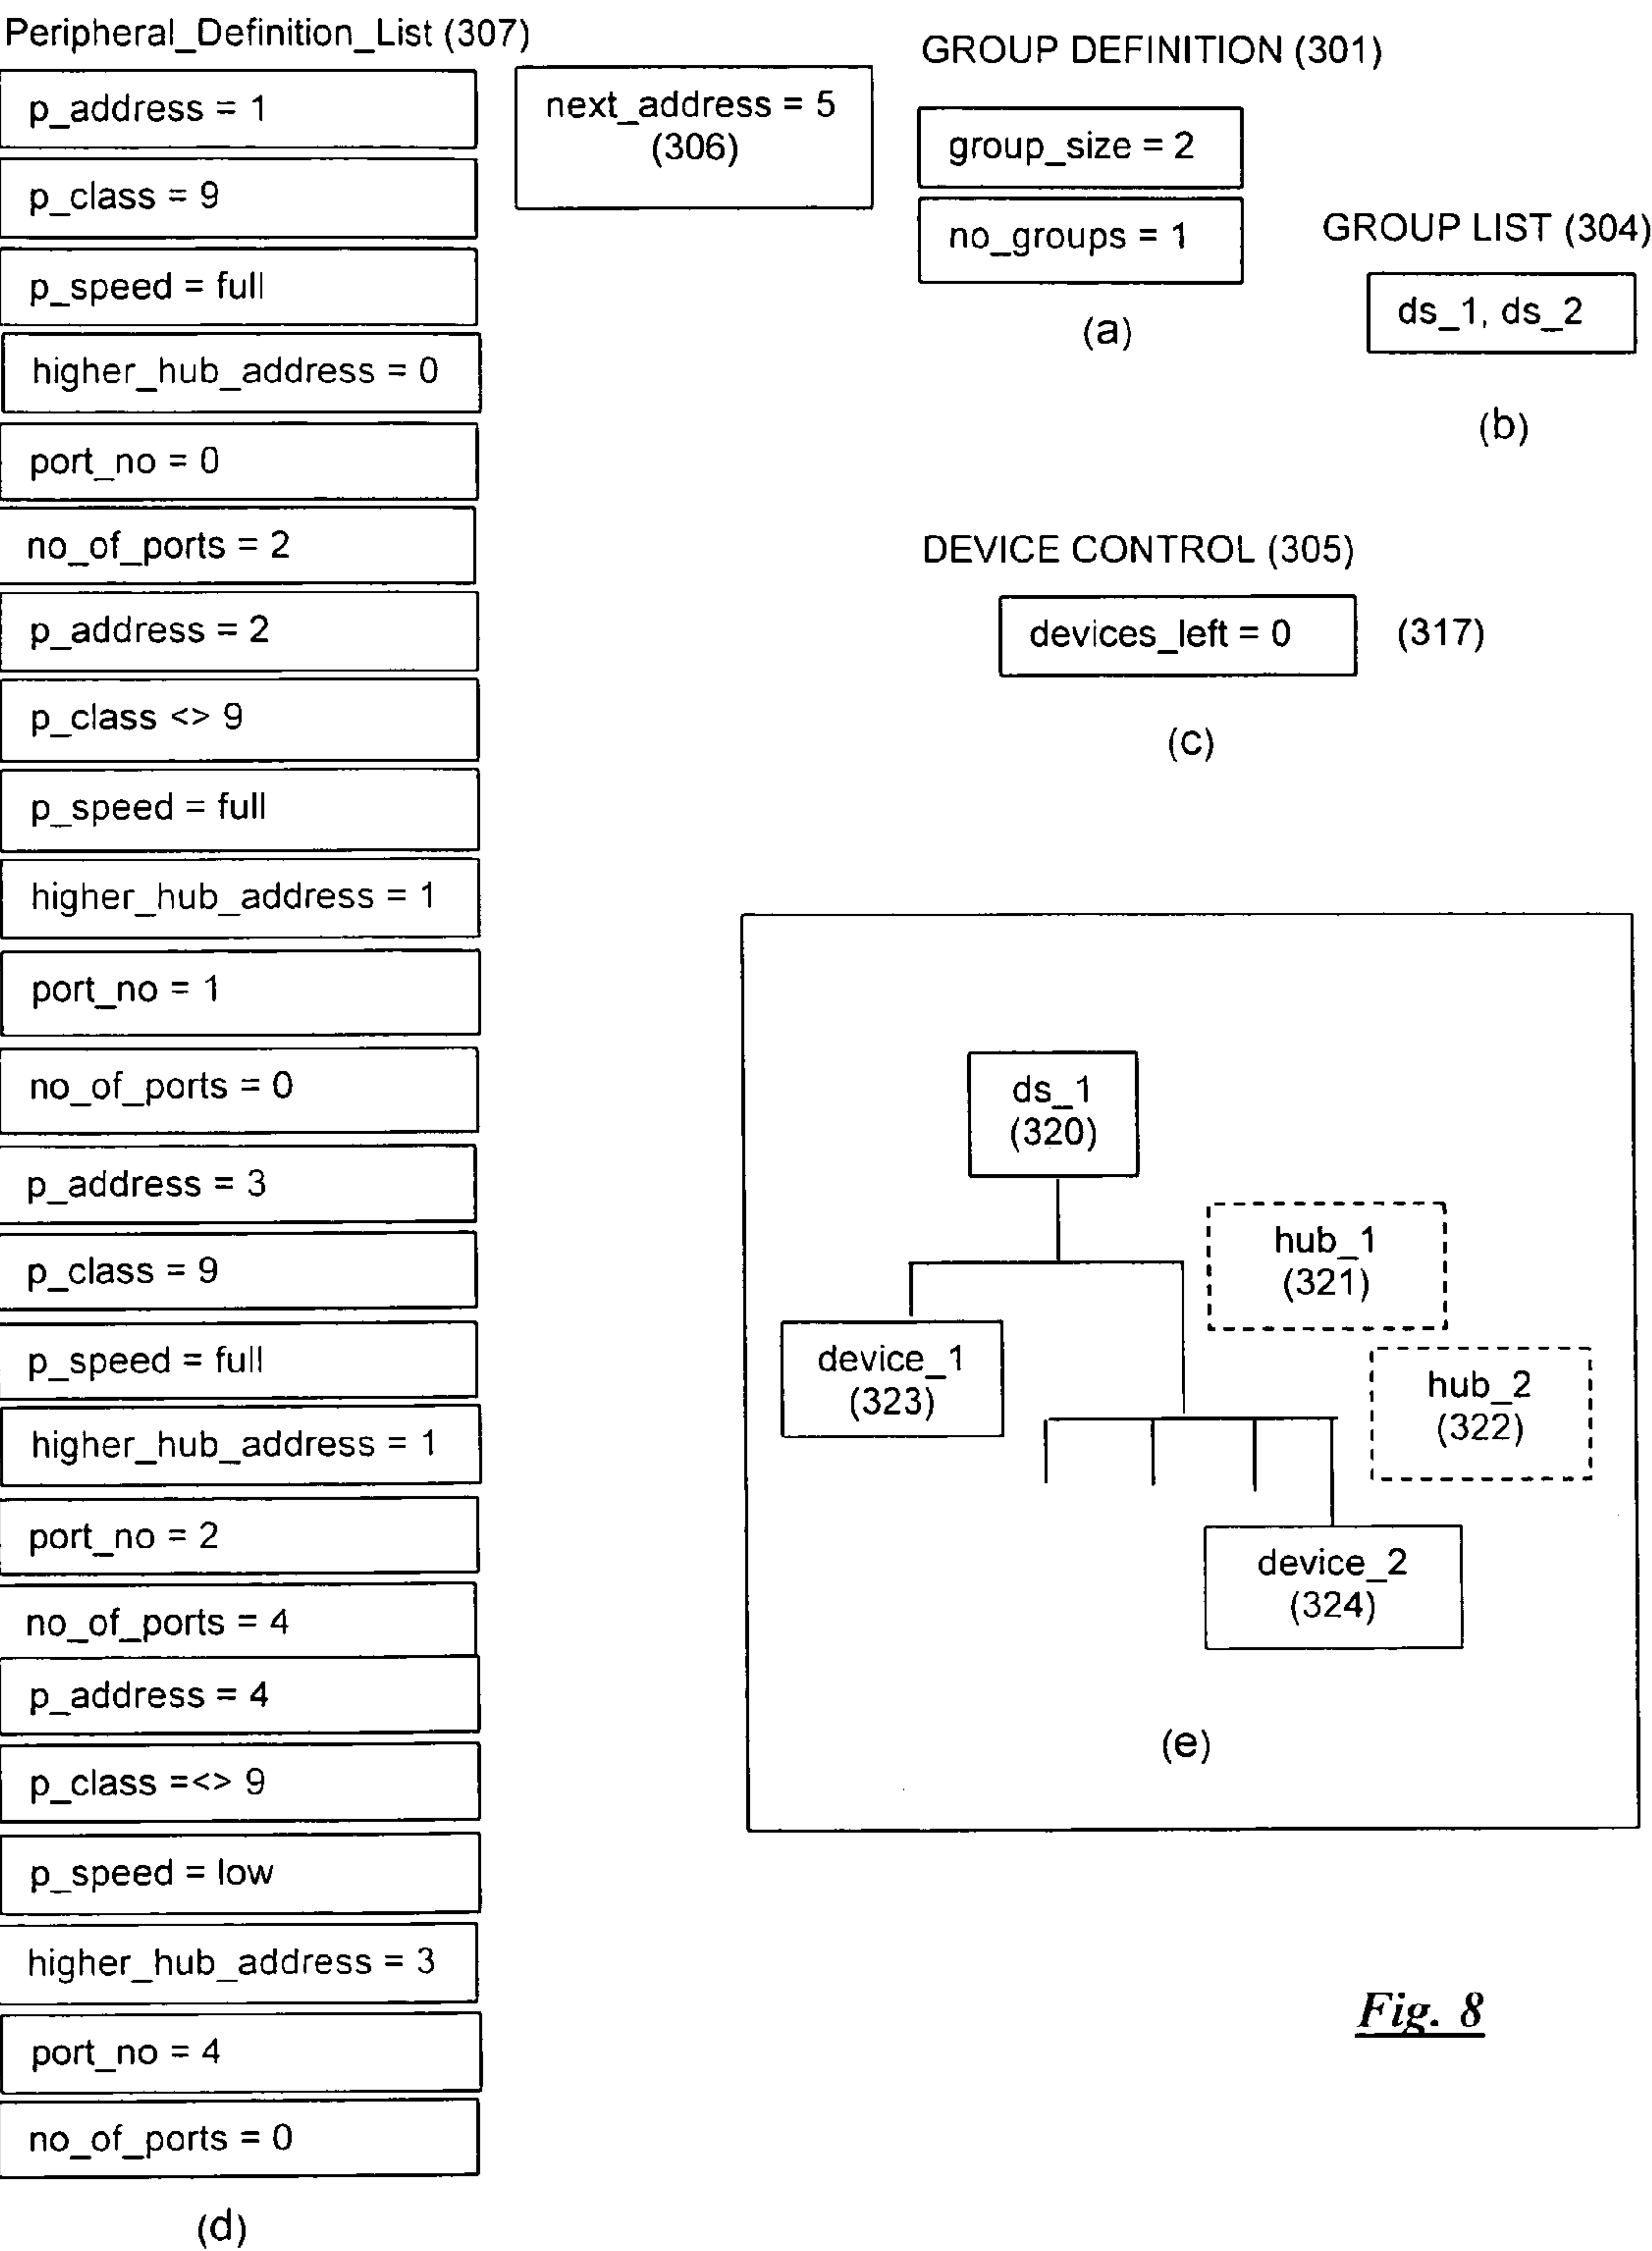 Peripheral_Definition_List (307)
p_address = 1
p_class = 9
p_speed = full
higher_hub_address = 0
port_no = 0
no_of_ports = 2
p_address = 2
p_class <> 9
p_speed = full
higher_hub_address = 1
port_no = 1
no_of_ports = 0
p_address = 3
p_class = 9
p_speed = full
higher_hub_address = 1
port_no = 2
no_of_ports = 4
p_address = 4
p_class =<> 9
p_speed = low
higher_hub_address = 3
port_no = 4
no_of_ports = 0
(d)
next_address = 5
(306)
GROUP DEFINITION (301)
group_size = 2
no_groups = 1
(a)
GROUP LIST (304)
ds_1, ds_2
(b)
DEVICE CONTROL (305)
devices_left = 0
(317)
(c)
ds_1
(320)
hub_1
(321)
device_1
(323)
hub_2
(322)
device_2
(324)
(e)
Fig. 8